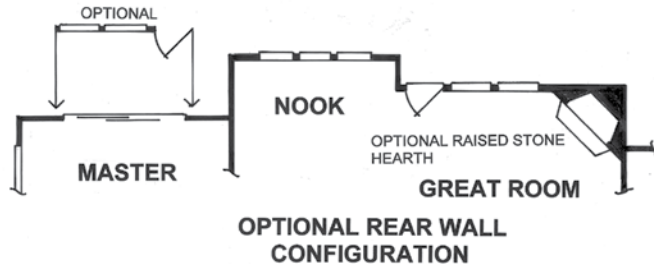 OPTIONAL
NOOK
OPTIONAL RAISED STONE
HEARTH
MASTER
GREAT ROOM
OPTIONAL REAR WALL
CONFIGURATION